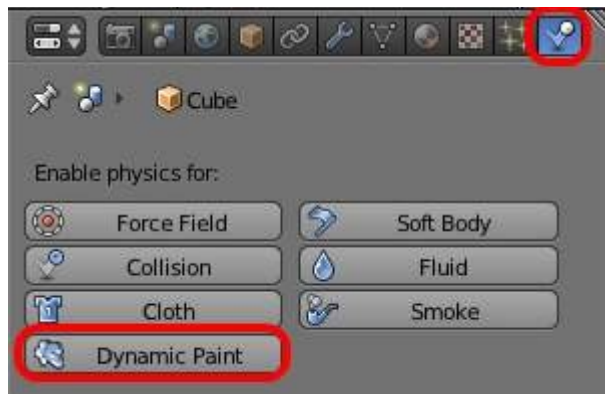 Cube
Enable physics for:
Force Field Soft Body
Collision Fluid
Cloth Smoke
Dynamic Paint